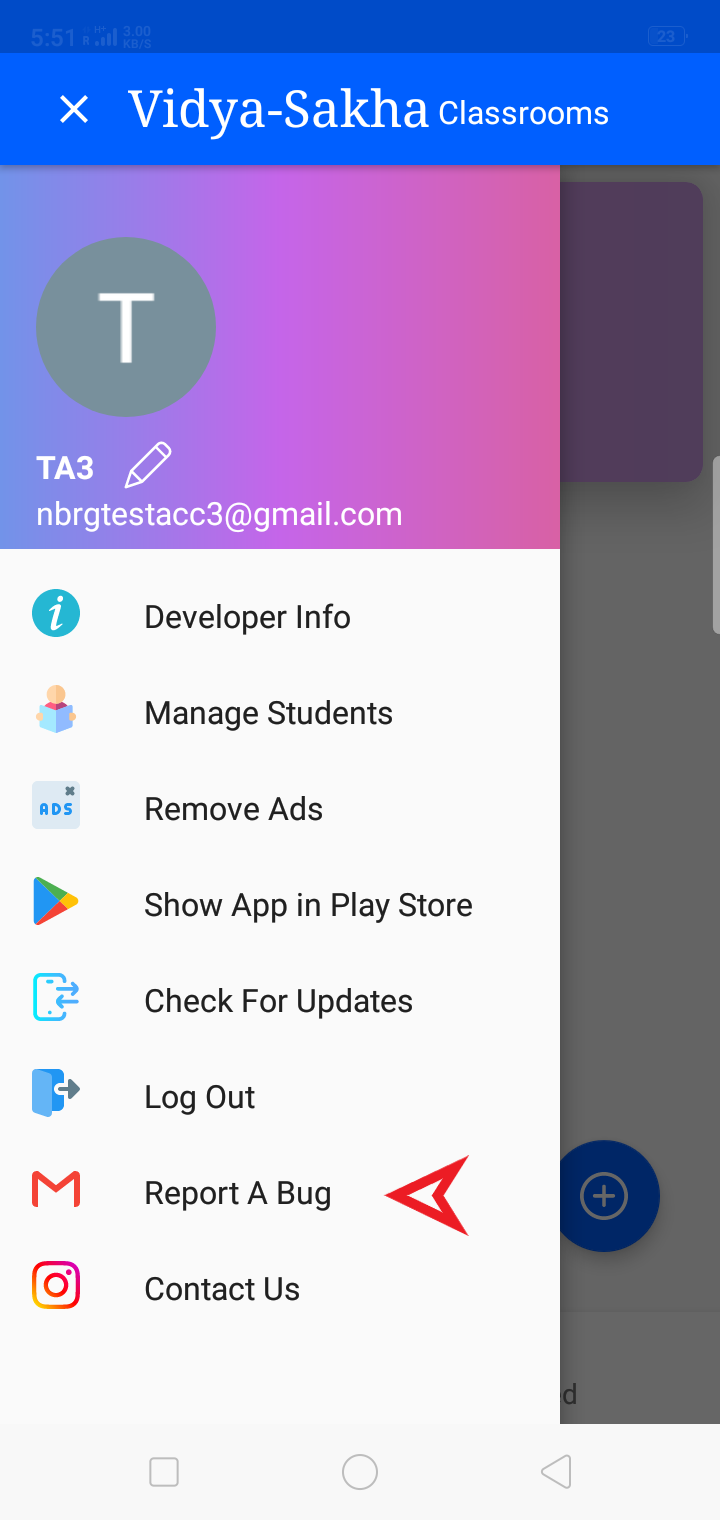 5:51 R H+ 3.00 KB/S 23
Vidya-Sakha Classrooms
T
TA3
nbrgtestacc3@gmail.com
i Developer Info
Manage Students
ADS Remove Ads
Show App in Play Store
Check For Updates
Log Out
Report A Bug
Contact Us
ed